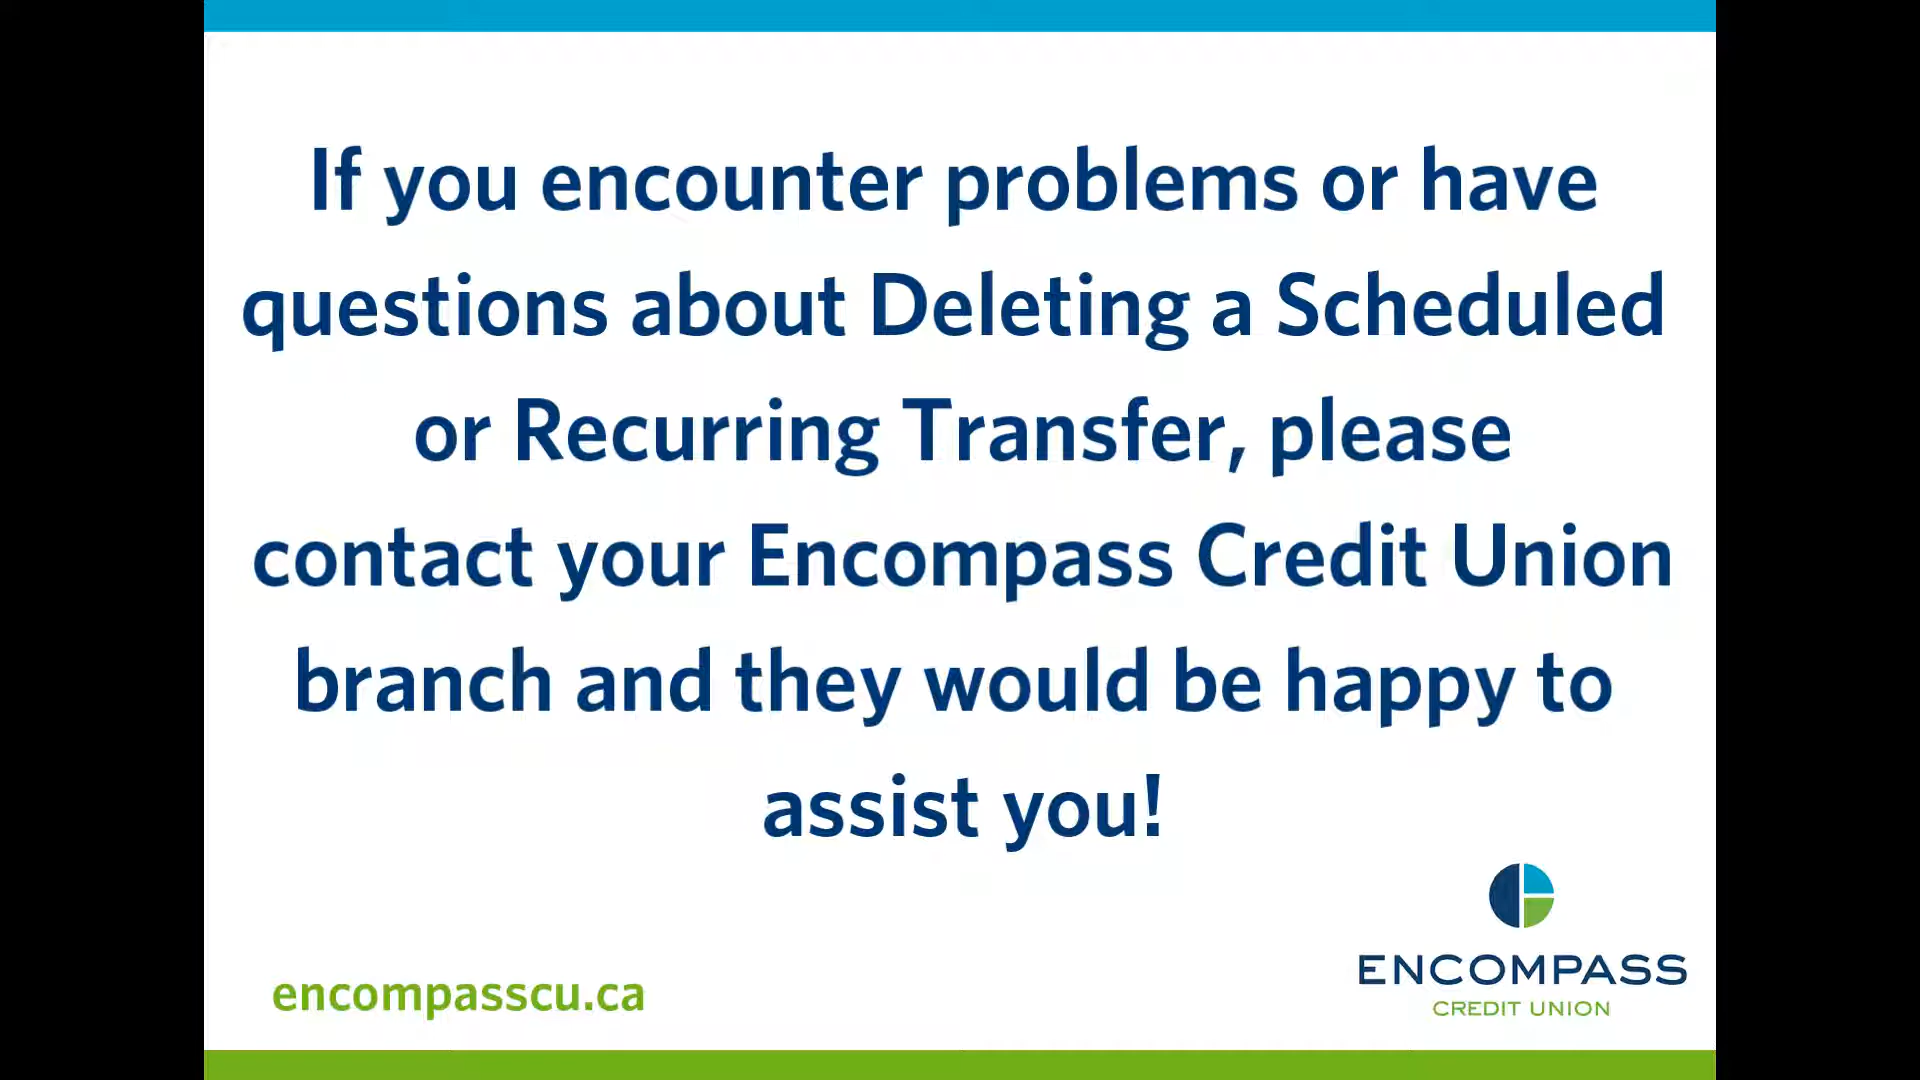 If you encounter problems or have
questions about Deleting a Scheduled
or Recurring Transfer, please
contact your Encompass Credit Union
branch and they would be happy to
assist you!
encompasscu.ca
ENCOMPASS
CREDIT UNION